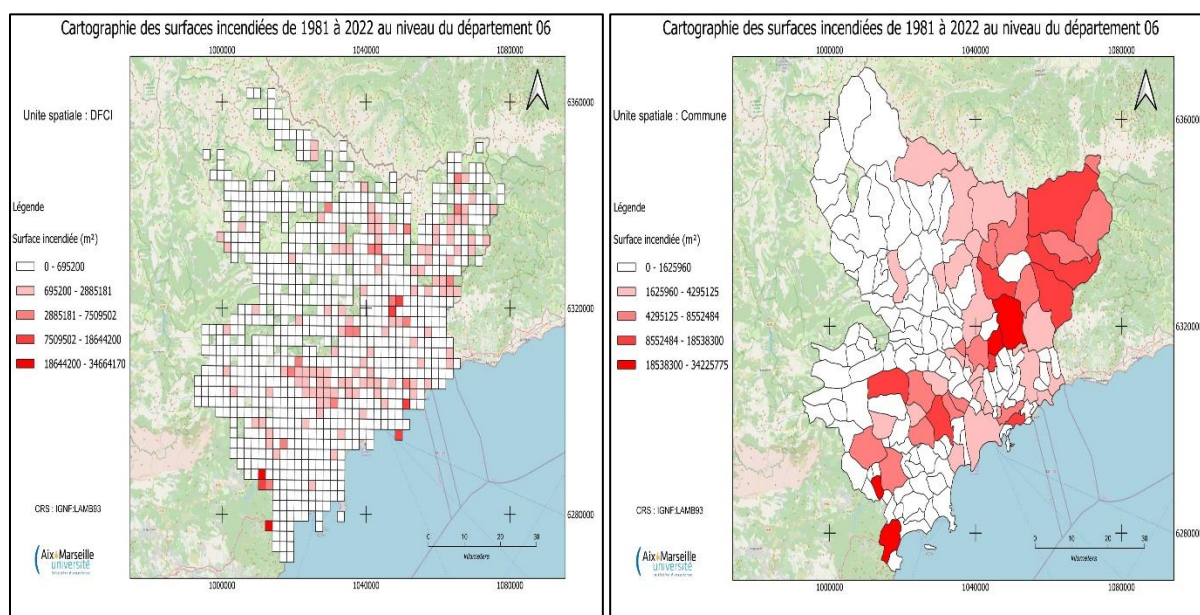 Cartographie des surfaces incendiées de 1981 à 2022 au niveau du département 06
1000000 1040000 1080000
Unite spatiale : DFCI
6360000
Légende
Surface incendiée (m²)
0 - 695200
695200 - 2885181
2885181 - 7509502
7509502 - 18644200
18644200 - 34664170
6320000
6280000
CRS : IGNF:LAMB93
Aix Marseille
université
0 10 20 30
kilometers
1000000 1040000 1080000
Cartographie des surfaces incendiées de 1981 à 2022 au niveau du département 06
1000000 1040000 1080000
Unite spatiale : Commune
6360000
Légende
Surface incendiée (m²)
0 - 1625960
1625960 - 4295125
4295125 - 8552484
8552484 - 18538300
18538300 - 34225775
6320000
6280000
CRS : IGNF:LAMB93
Aix Marseille
université
0 10 20 30
kilometers
1000000 1040000 1080000